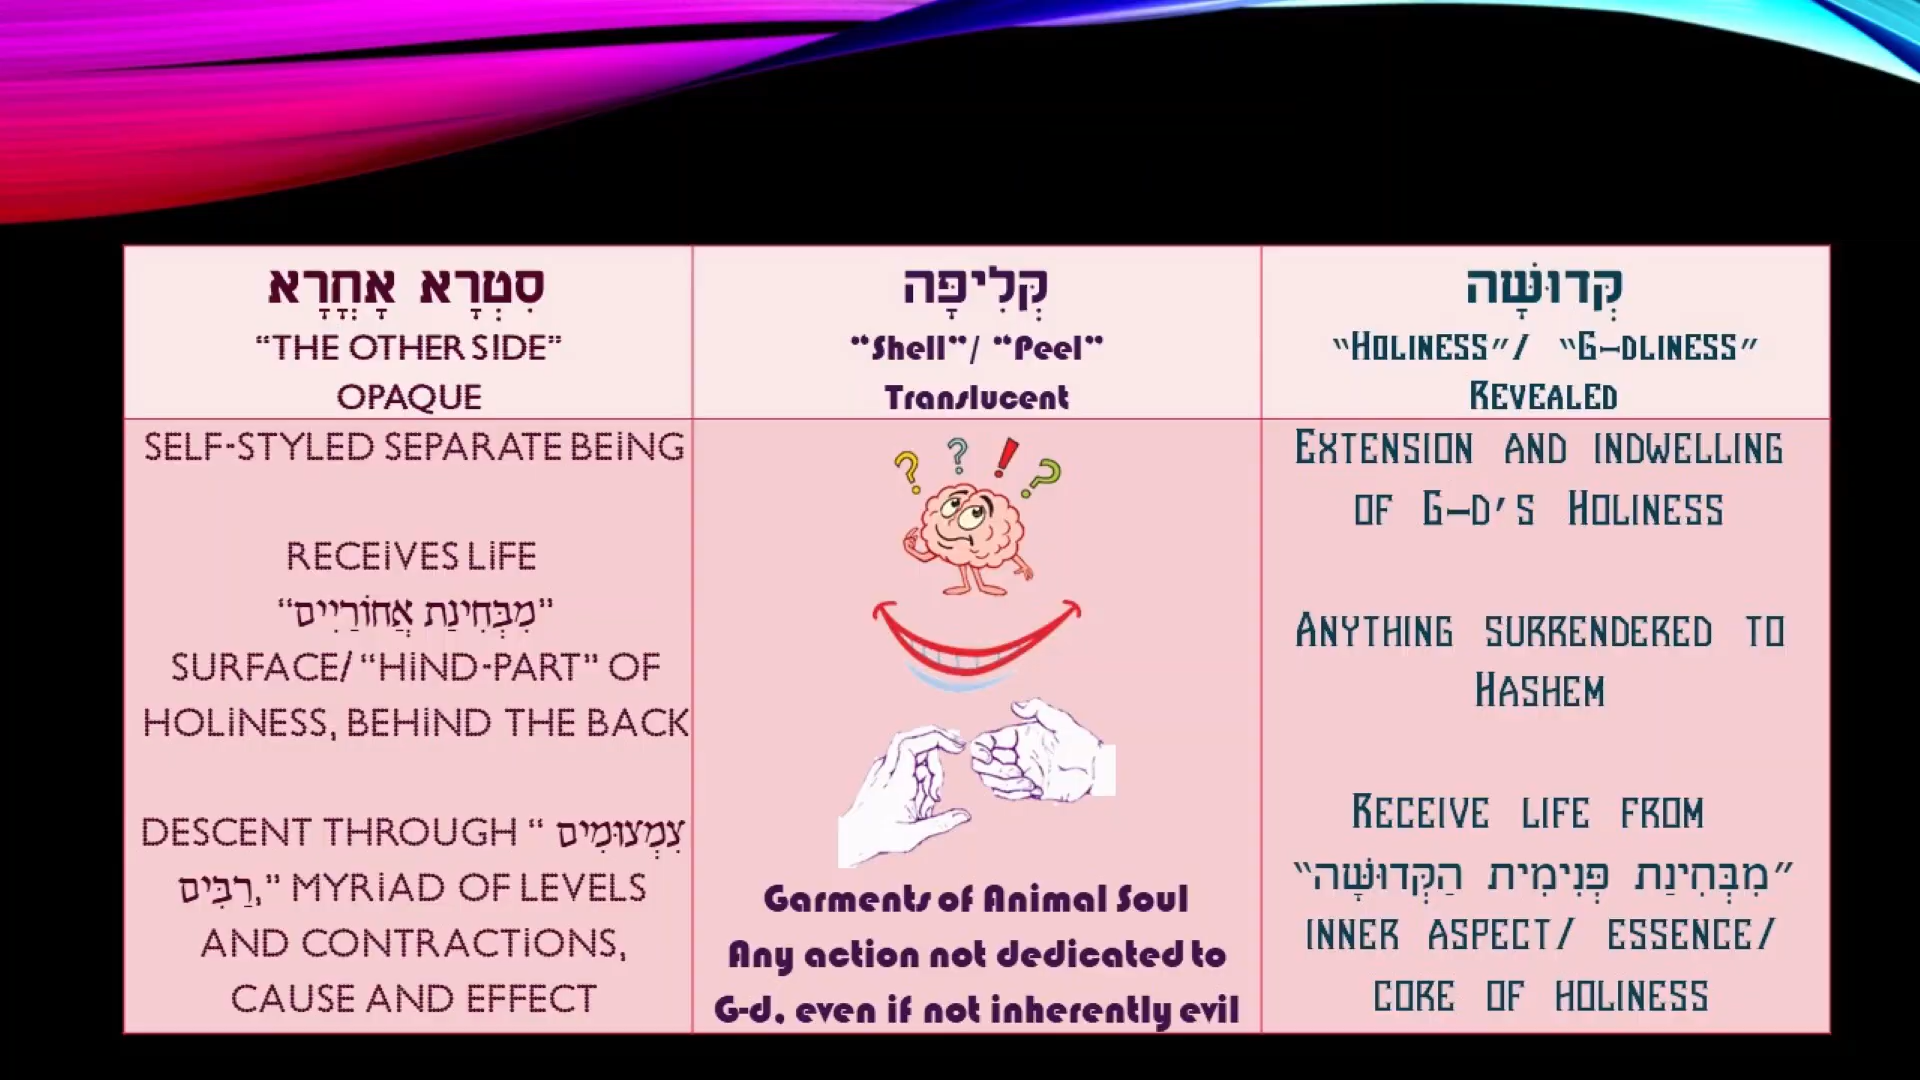 סִטְרָא אָחֳרָא
“THE OTHER SIDE”
OPAQUE
SELF-STYLED SEPARATE BEING
RECEIVES LIFE
“מִבְּחִינַת אֲחוֹרַיִים”
SURFACE/ “HIND-PART” OF
HOLINESS, BEHIND THE BACK
DESCENT THROUGH “ צִמְצוּמִים
רַבִּים,” MYRIAD OF LEVELS
AND CONTRACTIONS,
CAUSE AND EFFECT
קְּלִיפָּה
“Shell”/ “Peel”
Translucent
? ? ! ?
Garments of Animal Soul
Any action not dedicated to
G-d, even if not inherently evil
קְּדוּשָּׁה
“HOLINESS”/ “G-DLINESS”
REVEALED
EXTENSION AND INDWELLING
OF G-D’S HOLINESS
ANYTHING SURRENDERED TO
HASHEM
RECEIVE LIFE FROM
“מִבְּחִינַת פְּנִימִית הַקְּדוּשָּׁה”
INNER ASPECT/ ESSENCE/
CORE OF HOLINESS